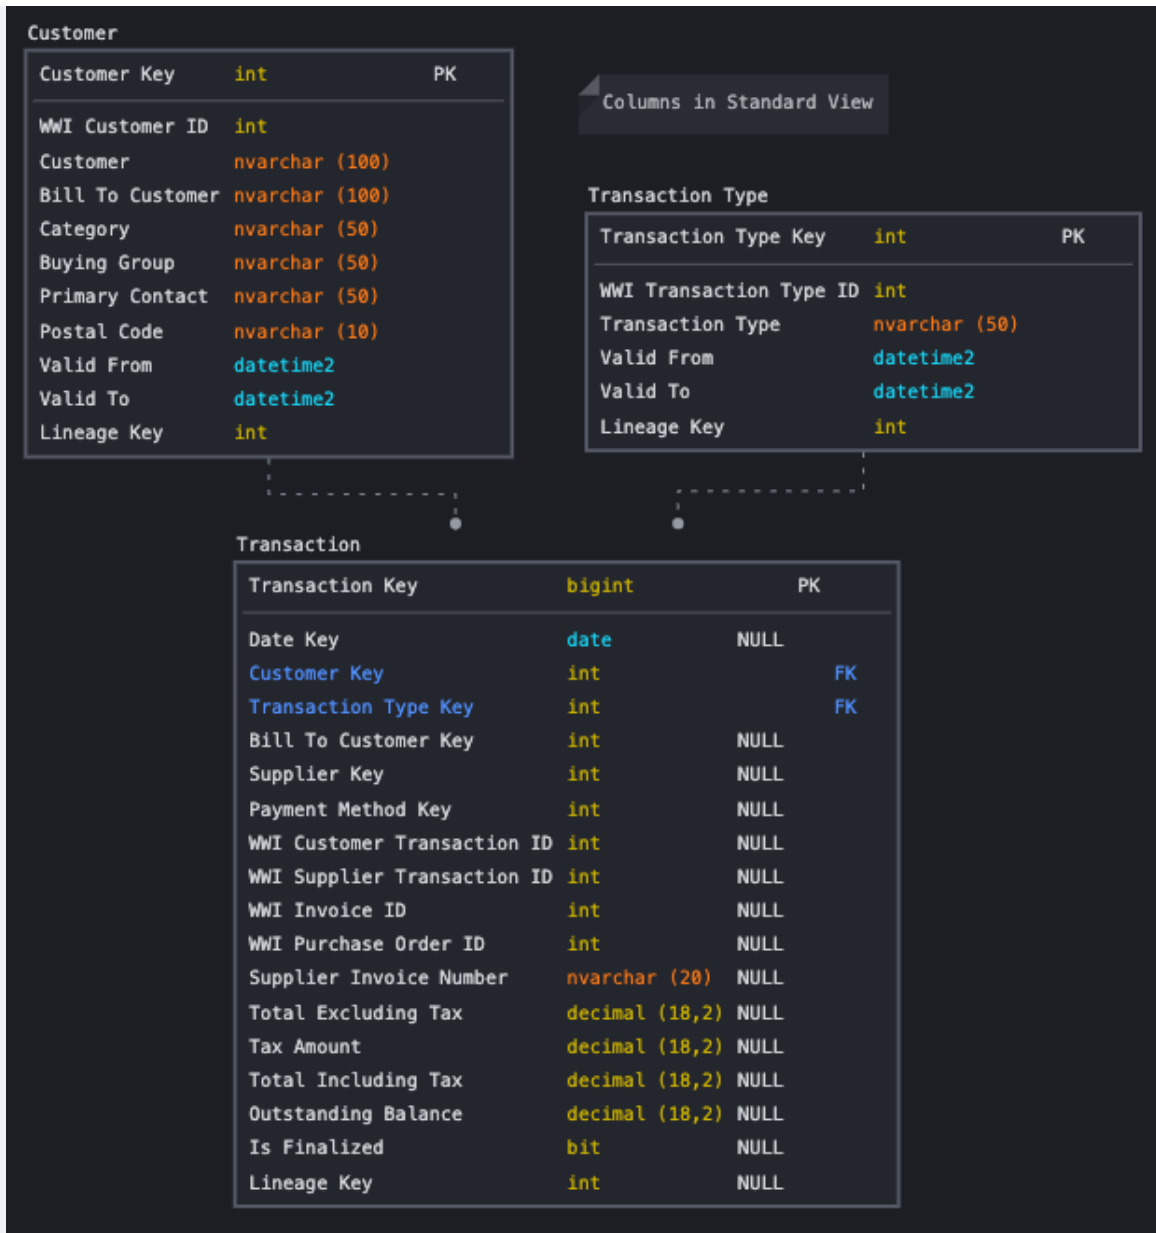 Customer
Customer Key int PK
WWI Customer ID int
Customer nvarchar (100)
Bill To Customer nvarchar (100)
Category nvarchar (50)
Buying Group nvarchar (50)
Primary Contact nvarchar (50)
Postal Code nvarchar (10)
Valid From datetime2
Valid To datetime2
Lineage Key int
Columns in Standard View
Transaction Type
Transaction Type Key int PK
WWI Transaction Type ID int
Transaction Type nvarchar (50)
Valid From datetime2
Valid To datetime2
Lineage Key int
Transaction
Transaction Key bigint PK
Date Key date NULL
Customer Key int FK
Transaction Type Key int FK
Bill To Customer Key int NULL
Supplier Key int NULL
Payment Method Key int NULL
WWI Customer Transaction ID int NULL
WWI Supplier Transaction ID int NULL
WWI Invoice ID int NULL
WWI Purchase Order ID int NULL
Supplier Invoice Number nvarchar (20) NULL
Total Excluding Tax decimal (18,2) NULL
Tax Amount decimal (18,2) NULL
Total Including Tax decimal (18,2) NULL
Outstanding Balance decimal (18,2) NULL
Is Finalized bit NULL
Lineage Key int NULL